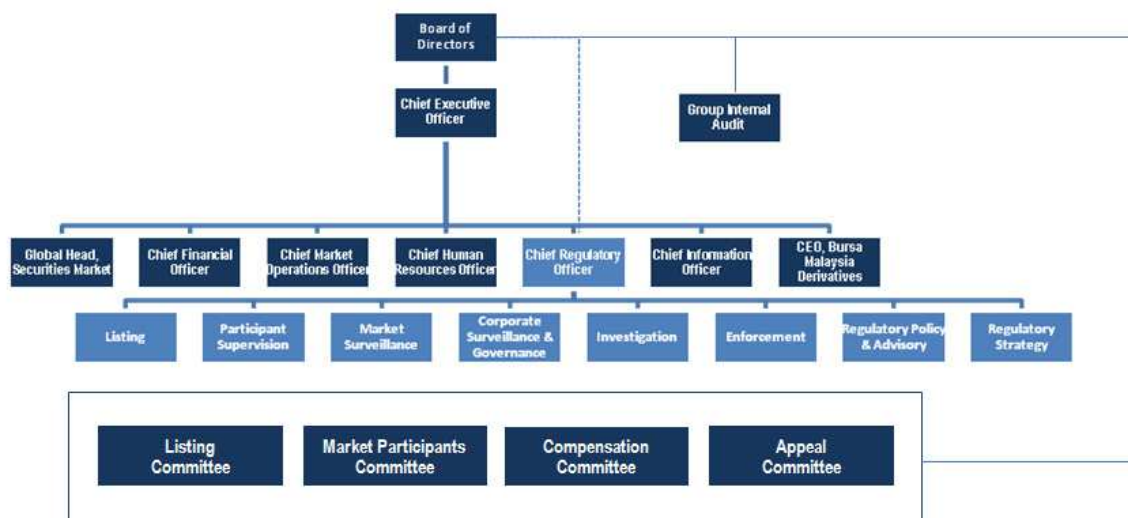 Board of
Directors
Chief Executive
Officer
Group Internal
Audit
Global Head,
Securities Market
Chief Financial
Officer
Chief Market
Operations Officer
Chief Human
Resources Officer
Chief Regulatory
Officer
Chief Information
Officer
CEO, Bursa
Malaysia
Derivatives
Listing
Participant
Supervision
Market
Surveillance
Corporate
Surveillance &
Governance
Investigation
Enforcement
Regulatory Policy
& Advisory
Regulatory
Strategy
Listing
Committee
Market Participants
Committee
Compensation
Committee
Appeal
Committee